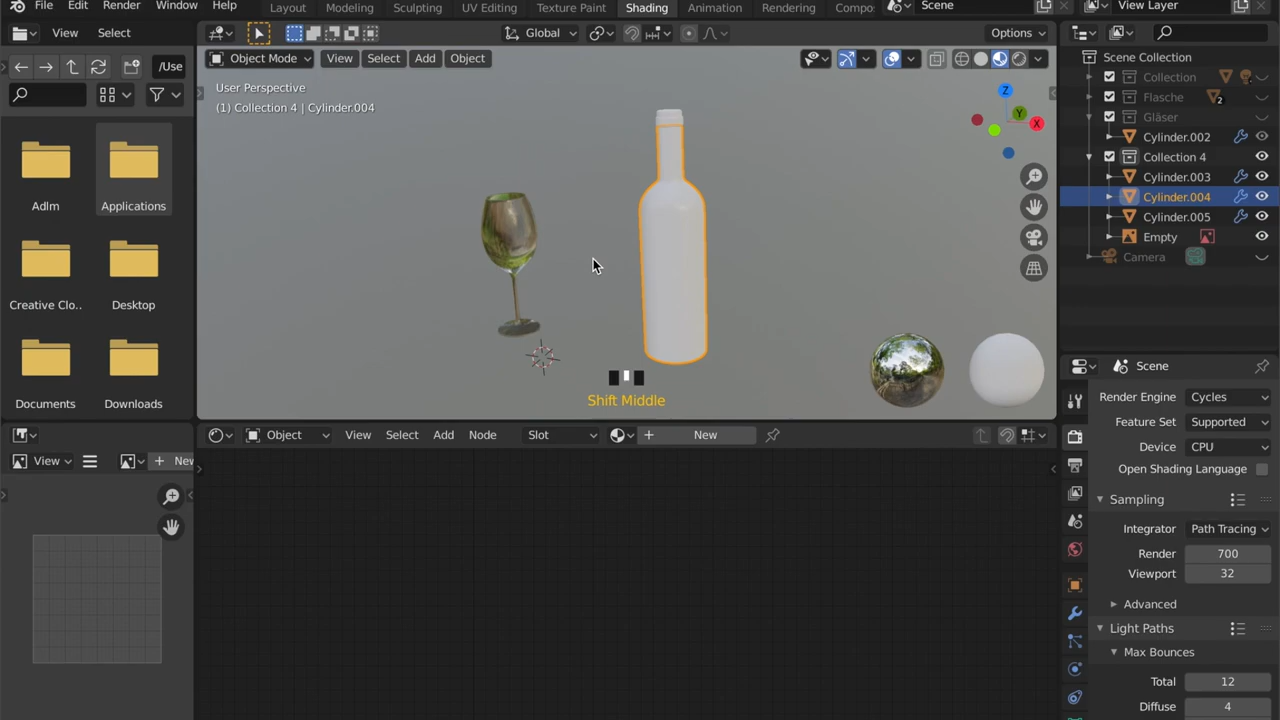 File Edit Render Window Help Layout Modeling Sculpting UV Editing Texture Paint Shading Animation Rendering Compo Scene View Layer
View Select Global Options
/Use Object Mode View Select Add Object
User Perspective
(1) Collection 4 | Cylinder.004
Z
Y
X
Scene Collection
Collection
Flasche 2
Gläser
Cylinder.002
Collection 4
Cylinder.003
Cylinder.004
Cylinder.005
Empty
Camera
Adlm Applications
Creative Clo.. Desktop
Documents Downloads
Shift Middle
Scene
Render Engine Cycles
Feature Set Supported
Device CPU
Open Shading Language
Sampling
Integrator Path Tracing
Render 700
Viewport 32
Advanced
Light Paths
Max Bounces
Total 12
Diffuse 4
Object View Select Add Node Slot New
View New